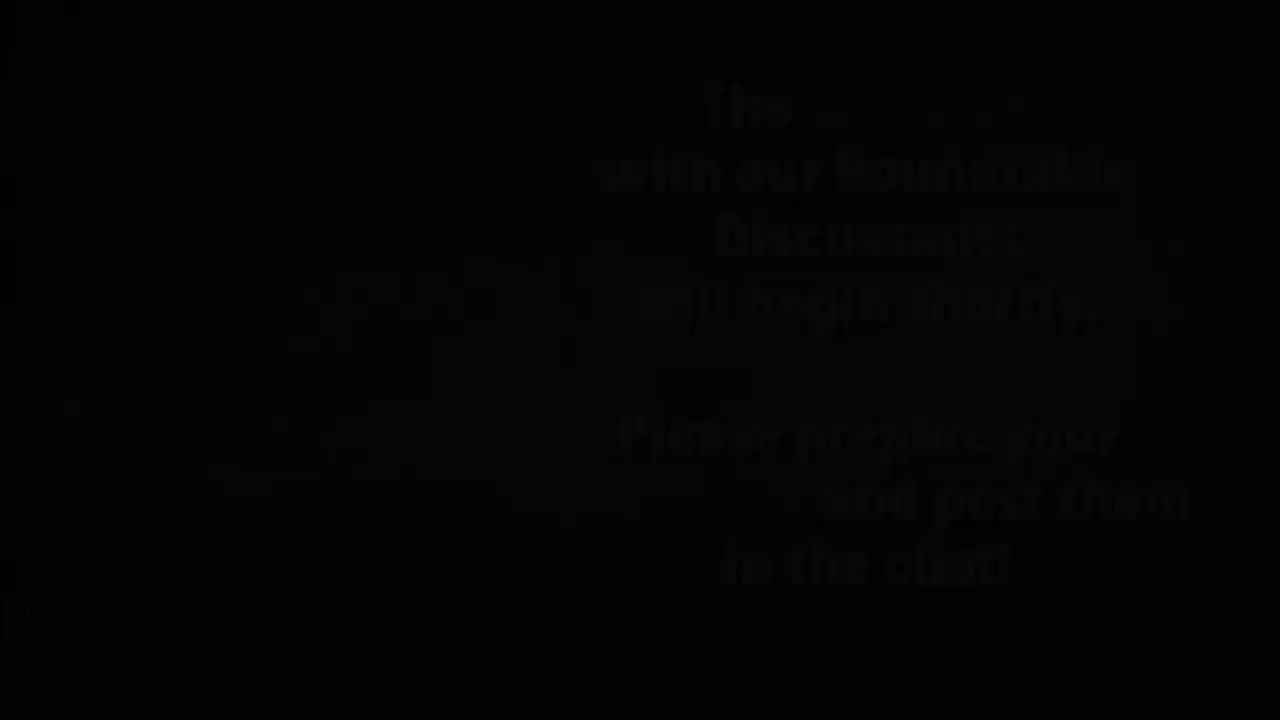 The
with our Roundtable
Discussants
will begin shortly.
Please prepare your
and post them
in the chat!